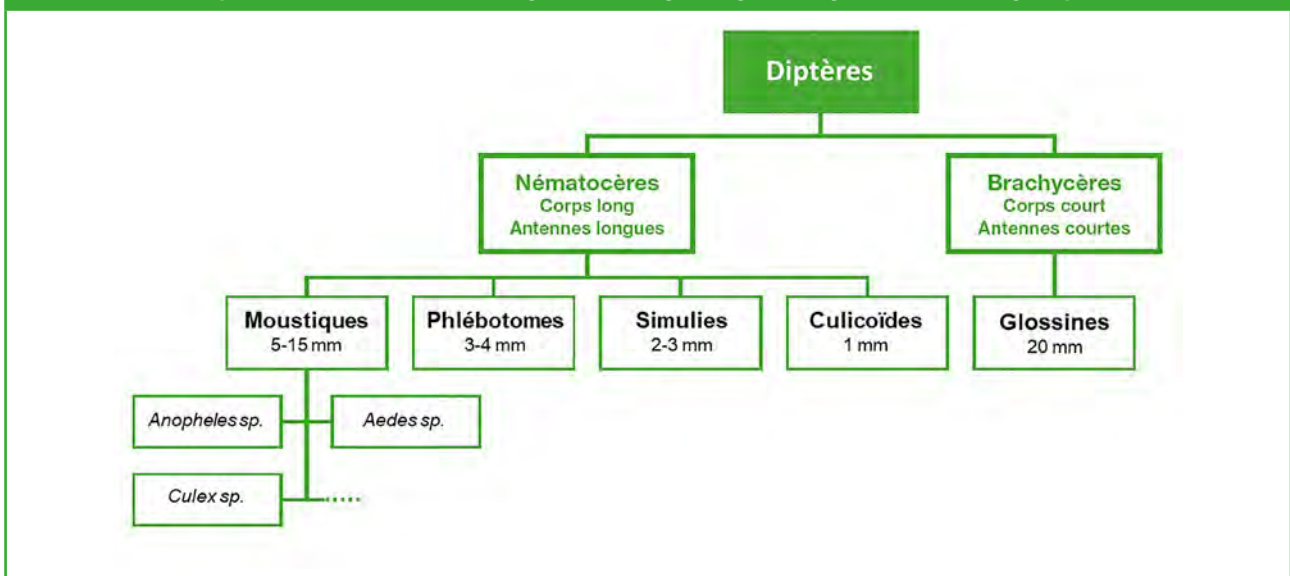 Diptères
Nématocères
Corps long
Antennes longues
Brachycères
Corps court
Antennes courtes
Moustiques
5-15 mm
Phlébotomes
3-4 mm
Simulies
2-3 mm
Culicoïdes
1 mm
Glossines
20 mm
Anopheles sp.
Aedes sp.
Culex sp.